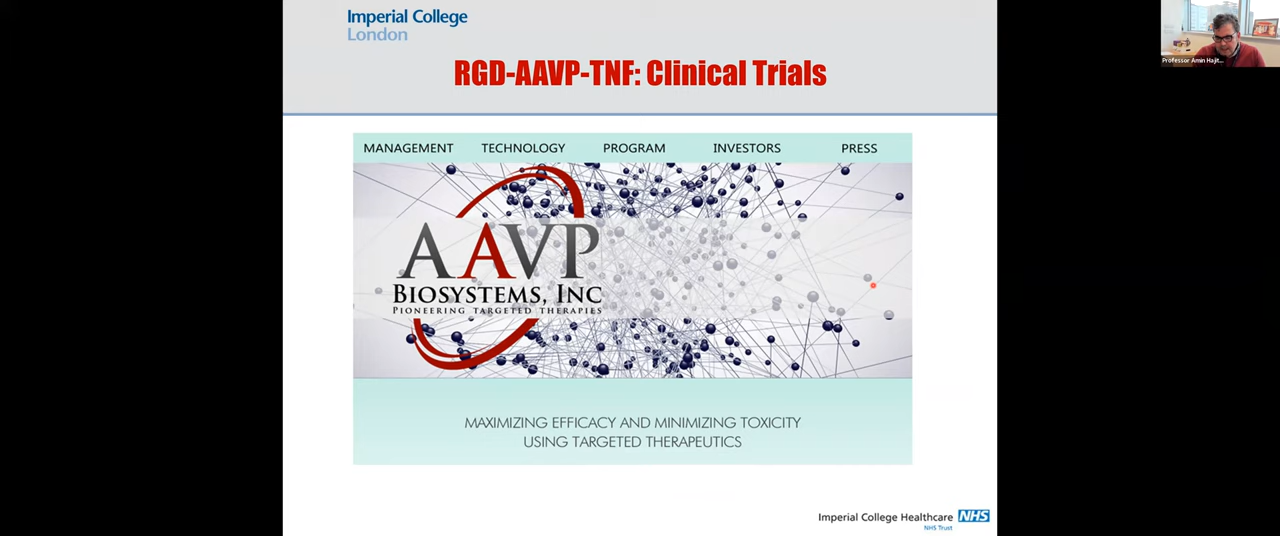 Imperial College
London
RGD-AAVP-TNF: Clinical Trials
MANAGEMENT TECHNOLOGY PROGRAM INVESTORS PRESS
AAVP
BIOSYSTEMS, INC
PIONEERING TARGETED THERAPIES
MAXIMIZING EFFICACY AND MINIMIZING TOXICITY
USING TARGETED THERAPEUTICS
Imperial College Healthcare NHS
NHS Trust
Professor Amin Hajit...